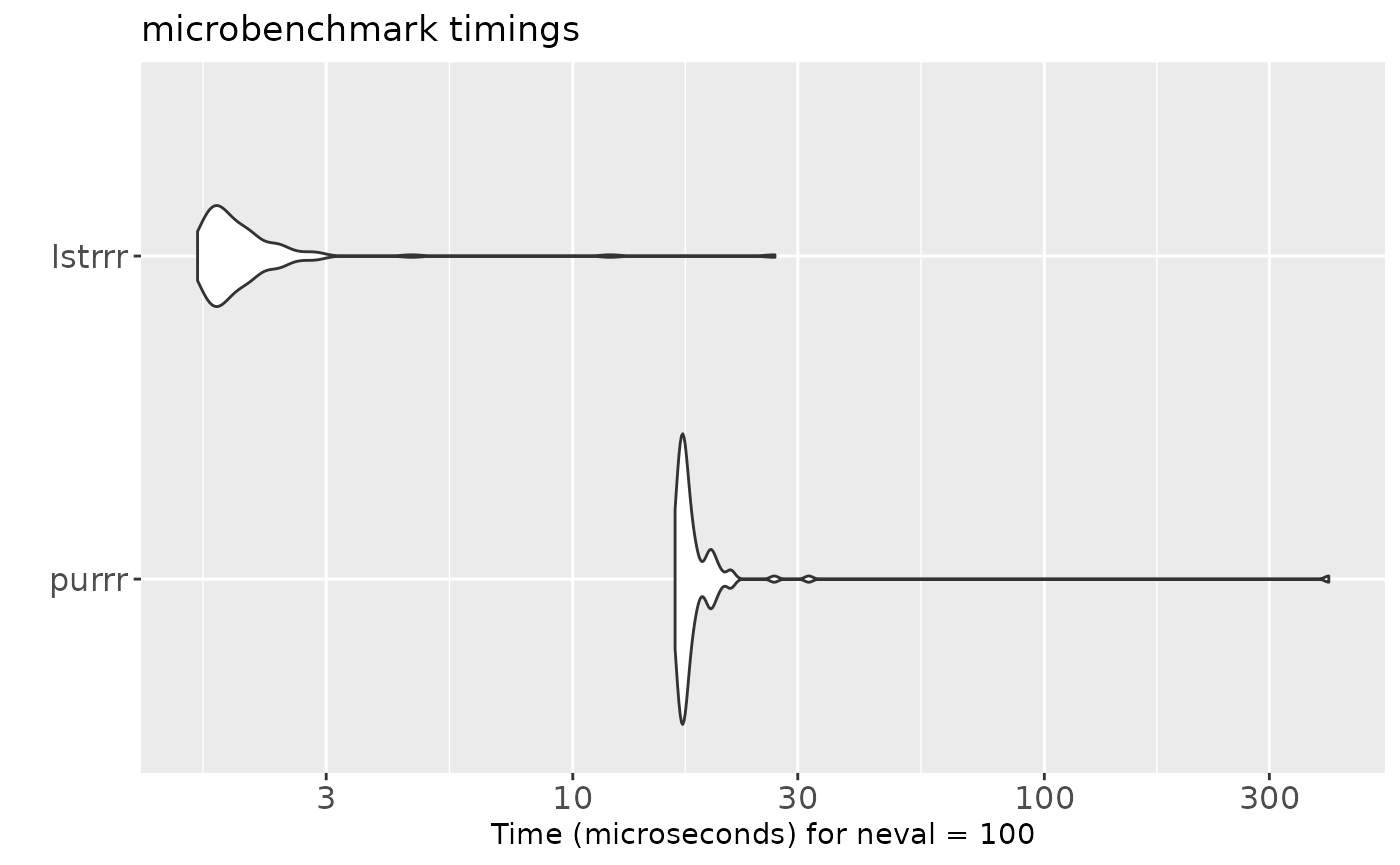 microbenchmark timings
lstrrr
purrr
3 10 30 100 300
Time (microseconds) for neval = 100